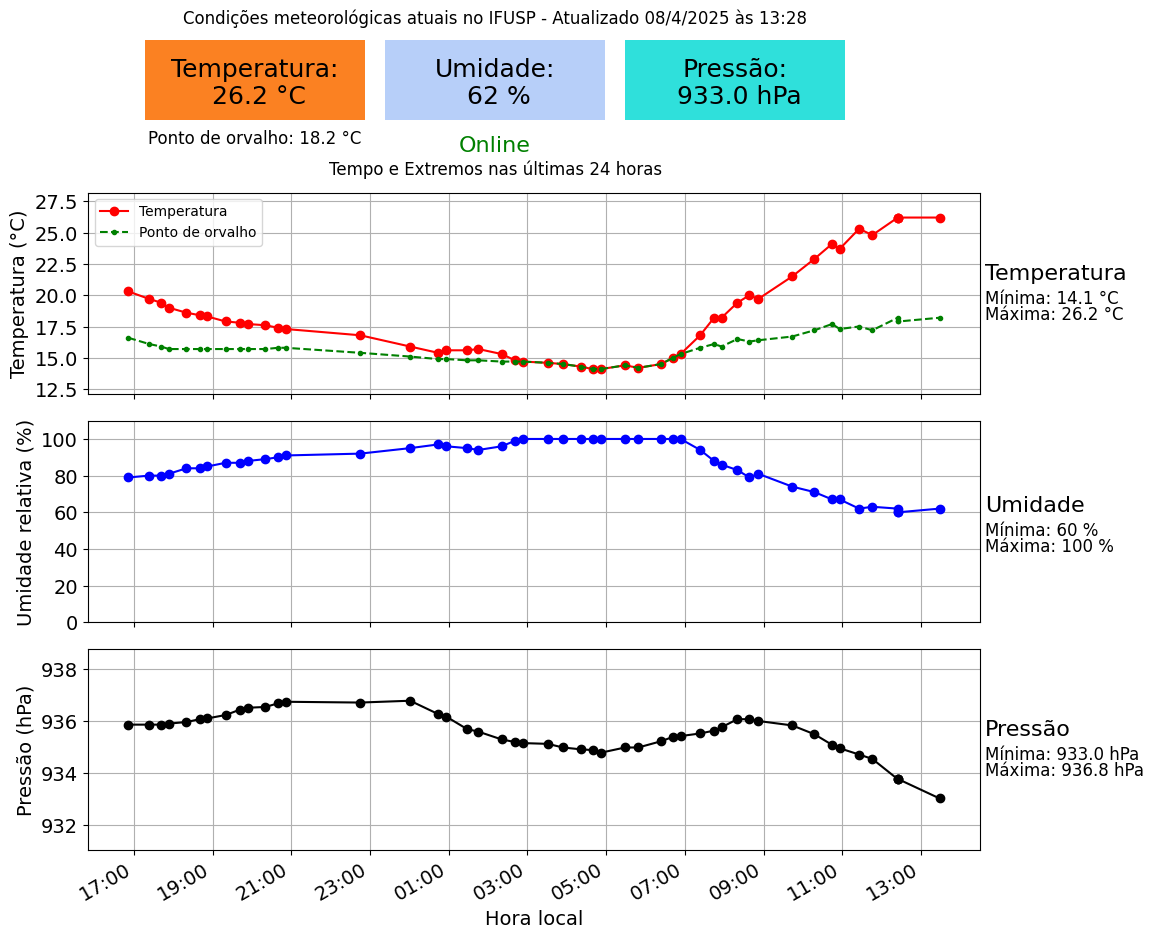 Condições meteorológicas atuais no IFUSP - Atualizado 08/4/2025 às 13:28
Temperatura:
26.2 °C
Umidade:
62 %
Pressão:
933.0 hPa
Ponto de orvalho: 18.2 °C
Online
Tempo e Extremos nas últimas 24 horas
Temperatura (°C)
27.5
25.0
22.5
20.0
17.5
15.0
12.5
Temperatura
Ponto de orvalho
Temperatura
Mínima: 14.1 °C
Máxima: 26.2 °C
Umidade relativa (%)
100
80
60
40
20
0
Umidade
Mínima: 60 %
Máxima: 100 %
Pressão (hPa)
938
936
934
932
Pressão
Mínima: 933.0 hPa
Máxima: 936.8 hPa
17:00 19:00 21:00 23:00 01:00 03:00 05:00 07:00 09:00 11:00 13:00
Hora local